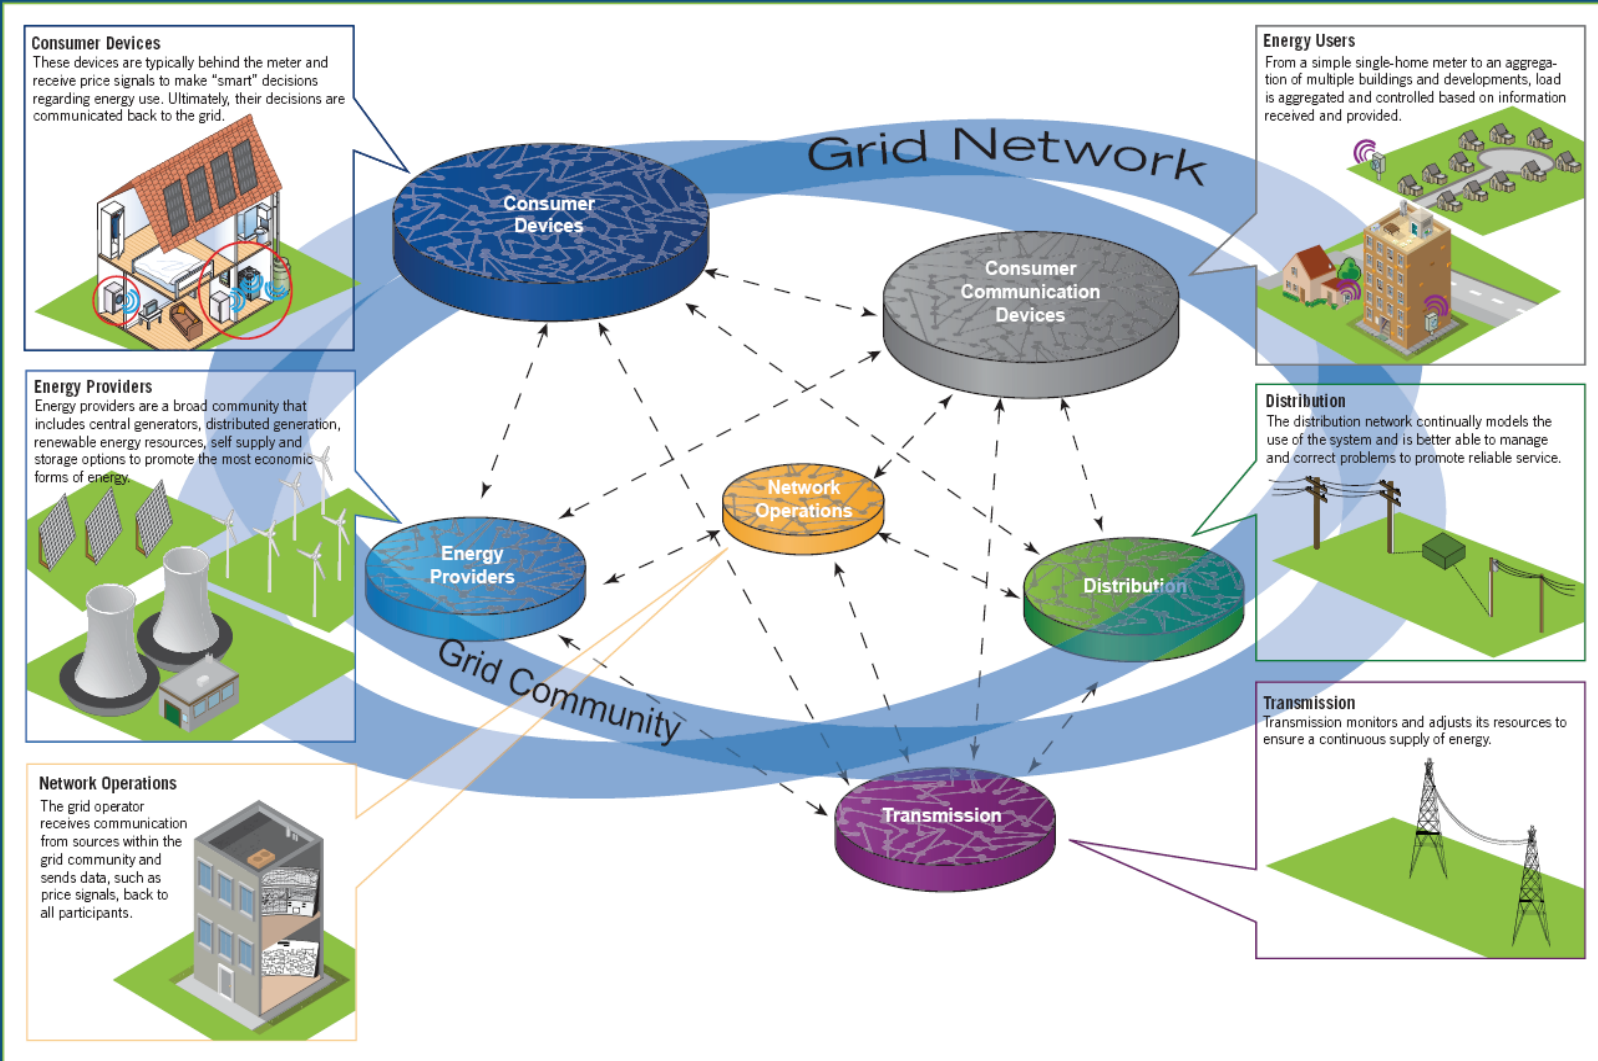 Consumer Devices
These devices are typically behind the meter and
receive price signals to make “smart” decisions
regarding energy use. Ultimately, their decisions are
communicated back to the grid.
Energy Providers
Energy providers are a broad community that
includes central generators, distributed generation,
renewable energy resources, self supply and
storage options to promote the most economic
forms of energy.
Network Operations
The grid operator
receives communication
from sources within the
grid community and
sends data, such as
price signals, back to
all participants.
Grid Network
Consumer
Devices
Consumer
Communication
Devices
Network
Operations
Energy
Providers
Distribution
Grid Community
Transmission
Energy Users
From a simple single-home meter to an aggrega-
tion of multiple buildings and developments, load
is aggregated and controlled based on information
received and provided.
Distribution
The distribution network continually models the
use of the system and is better able to manage
and correct problems to promote reliable service.
Transmission
Transmission monitors and adjusts its resources to
ensure a continuous supply of energy.